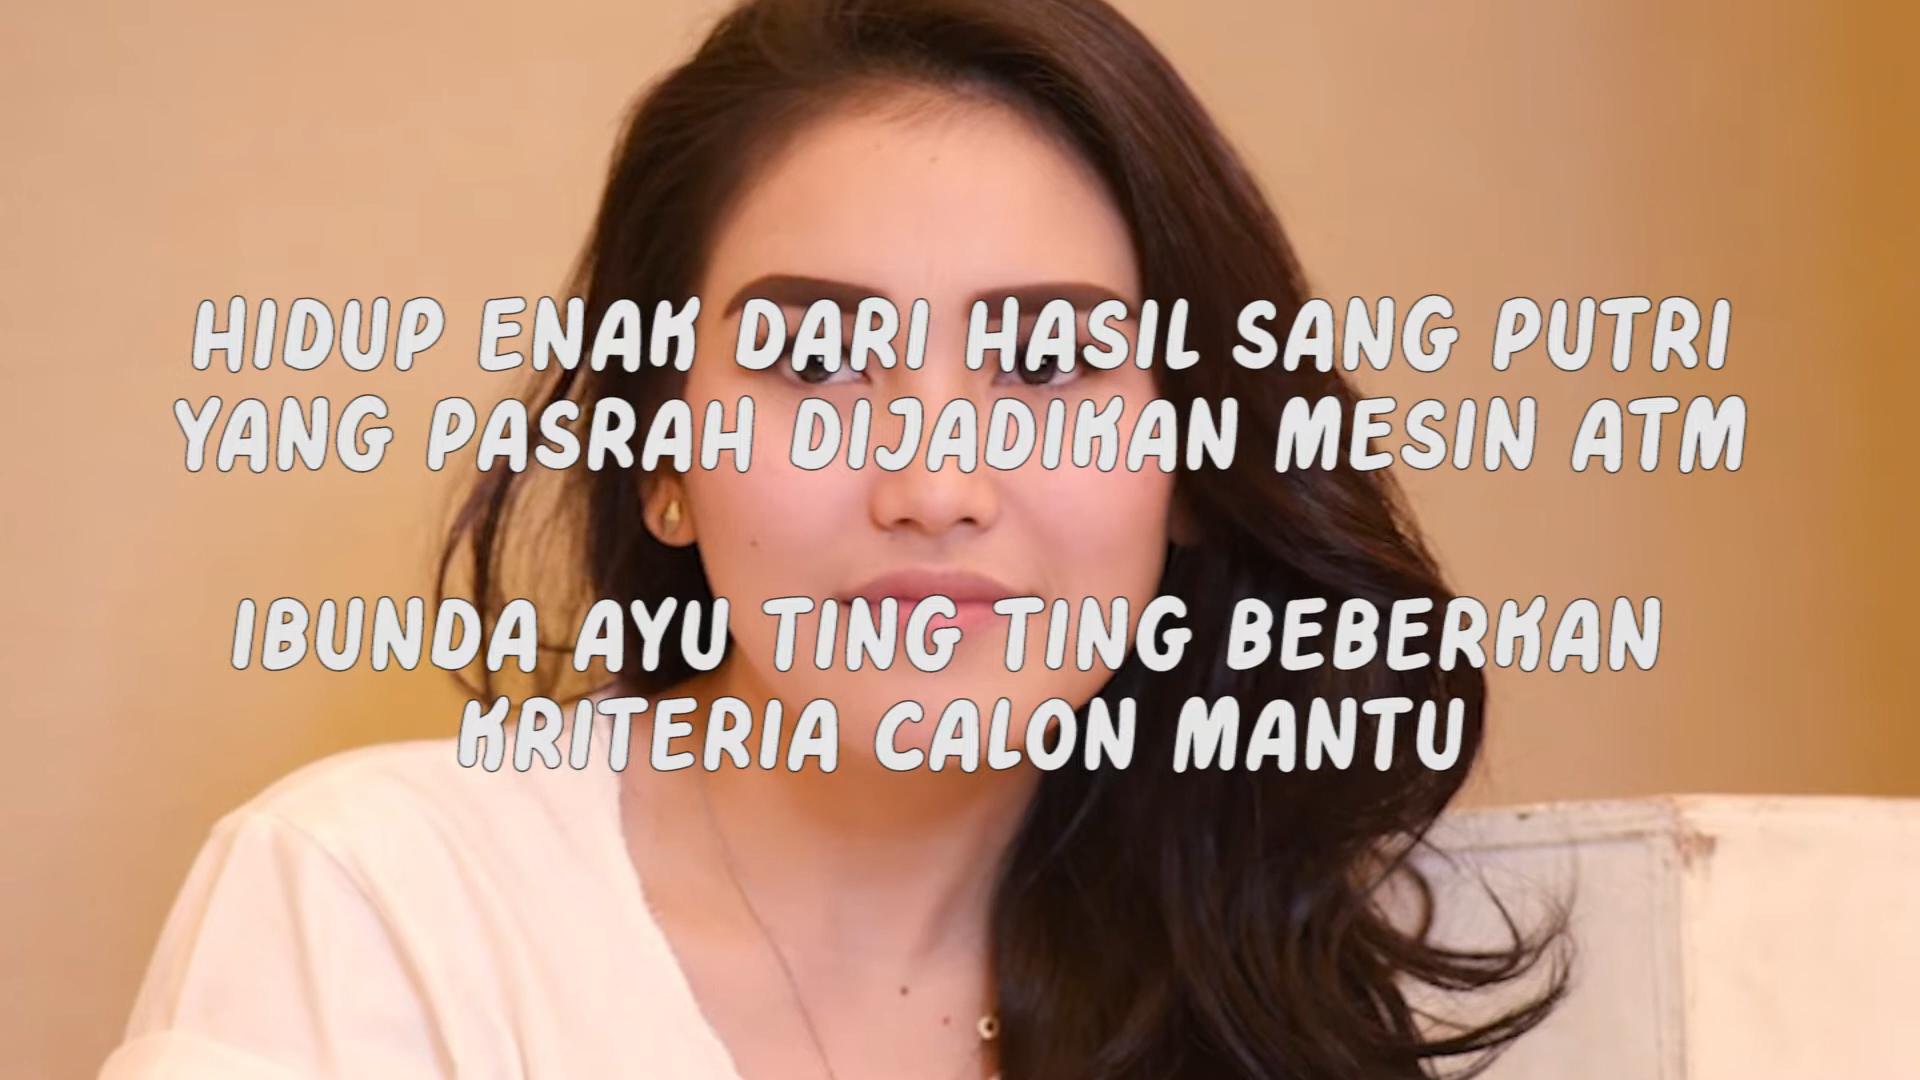 HIDUP ENAK DARI HASIL SANG PUTRI
YANG PASRAH DIJADIKAN MESIN ATM
IBUNDA AYU TING TING BEBERKAN
KRITERIA CALON MANTU